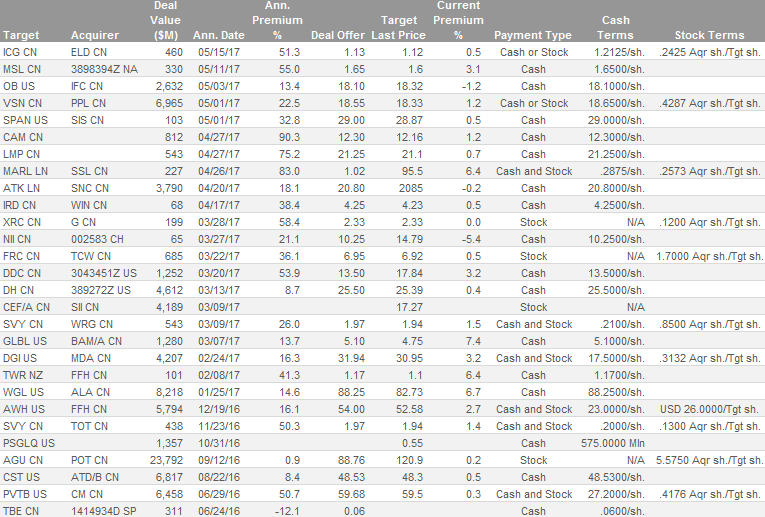 Deal Ann. Current
Value Premium Target Premium Cash
Target Acquirer ($M) Ann. Date % Deal Offer Last Price % Payment Type Terms Stock Terms
ICG CN ELD CN 460 05/15/17 51.3 1.13 1.12 0.5 Cash or Stock 1.2125/sh. .2425 Aqr sh./Tgt sh.
MSL CN 3898394Z NA 330 05/11/17 55.0 1.65 1.6 3.1 Cash 1.6500/sh.
OB US IFC CN 2,632 05/03/17 13.4 18.10 18.32 -1.2 Cash 18.1000/sh.
VSN CN PPL CN 6,965 05/01/17 22.5 18.55 18.33 1.2 Cash or Stock 18.6500/sh. .4287 Aqr sh./Tgt sh.
SPAN US SIS CN 103 05/01/17 32.8 29.00 28.87 0.5 Cash 29.0000/sh.
CAM CN 812 04/27/17 90.3 12.30 12.16 1.2 Cash 12.3000/sh.
LMP CN 543 04/27/17 75.2 21.25 21.1 0.7 Cash 21.2500/sh.
MARL LN SSL CN 227 04/26/17 83.0 1.02 95.5 6.4 Cash and Stock .2875/sh. .2573 Aqr sh./Tgt sh.
ATK LN SNC CN 3,790 04/20/17 18.1 20.80 2085 -0.2 Cash 20.8000/sh.
IRD CN WIN CN 68 04/17/17 38.4 4.25 4.23 0.5 Cash 4.2500/sh.
XRC CN G CN 199 03/28/17 58.4 2.33 2.33 0.0 Stock N/A .1200 Aqr sh./Tgt sh.
NII CN 002583 CH 65 03/27/17 21.1 10.25 14.79 -5.4 Cash 10.2500/sh.
FRC CN TCW CN 685 03/22/17 36.1 6.95 6.92 0.5 Stock N/A 1.7000 Aqr sh./Tgt sh.
DDC CN 3043451Z US 1,252 03/20/17 53.9 13.50 17.84 3.2 Cash 13.5000/sh.
DH CN 389272Z US 4,612 03/13/17 8.7 25.50 25.39 0.4 Cash 25.5000/sh.
CEF/A CN SII CN 4,189 03/09/17 17.27 Stock N/A
SVY CN WRG CN 543 03/09/17 26.0 1.97 1.94 1.5 Cash and Stock .2100/sh. .8500 Aqr sh./Tgt sh.
GLBL US BAM/A CN 1,280 03/07/17 13.7 5.10 4.75 7.4 Cash 5.1000/sh.
DGI US MDA CN 4,207 02/24/17 16.3 31.94 30.95 3.2 Cash and Stock 17.5000/sh. .3132 Aqr sh./Tgt sh.
TWR NZ FFH CN 101 02/08/17 41.3 1.17 1.1 6.4 Cash 1.1700/sh.
WGL US ALA CN 8,218 01/25/17 14.6 88.25 82.73 6.7 Cash 88.2500/sh.
AWH US FFH CN 5,794 12/19/16 16.1 54.00 52.58 2.7 Cash and Stock 23.0000/sh. USD 26.0000/Tgt sh.
SVY CN TOT CN 438 11/23/16 50.3 1.97 1.94 1.4 Cash and Stock .2000/sh. .1300 Aqr sh./Tgt sh.
PSGLQ US 1,357 10/31/16 0.55 Cash 575.0000 Mln
AGU CN POT CN 23,792 09/12/16 0.9 88.76 120.9 0.2 Stock N/A 5.5750 Aqr sh./Tgt sh.
CST US ATD/B CN 6,817 08/22/16 8.4 48.53 48.3 0.5 Cash 48.5300/sh.
PVTB US CM CN 6,458 06/29/16 50.7 59.68 59.5 0.3 Cash and Stock 27.2000/sh. .4176 Aqr sh./Tgt sh.
TBE CN 1414934D SP 311 06/24/16 -12.1 0.06 Cash .0600/sh.